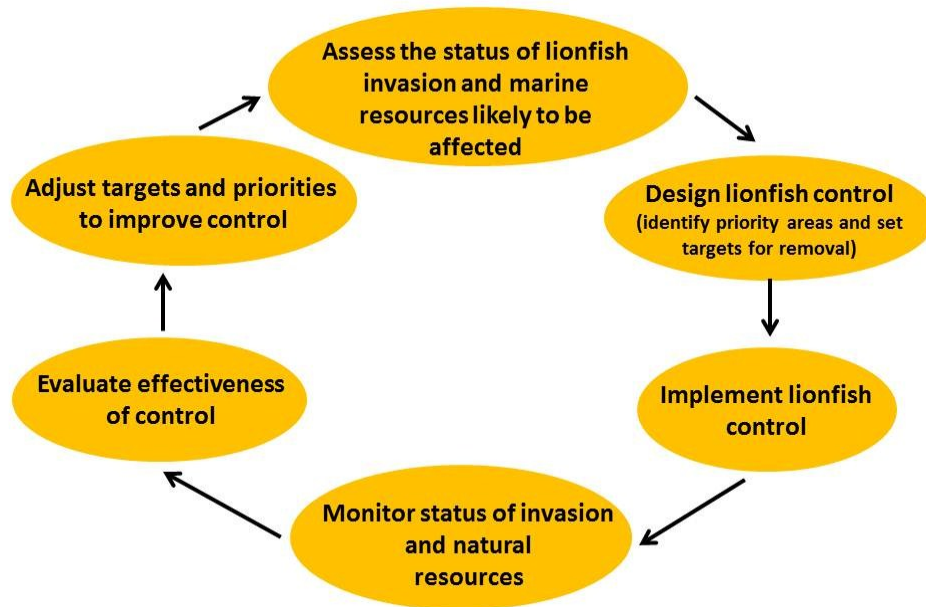 Assess the status of lionfish
invasion and marine
resources likely to be
affected
Design lionfish control
(identify priority areas and set
targets for removal)
Implement lionfish
control
Monitor status of invasion
and natural
resources
Evaluate effectiveness
of control
Adjust targets and priorities
to improve control